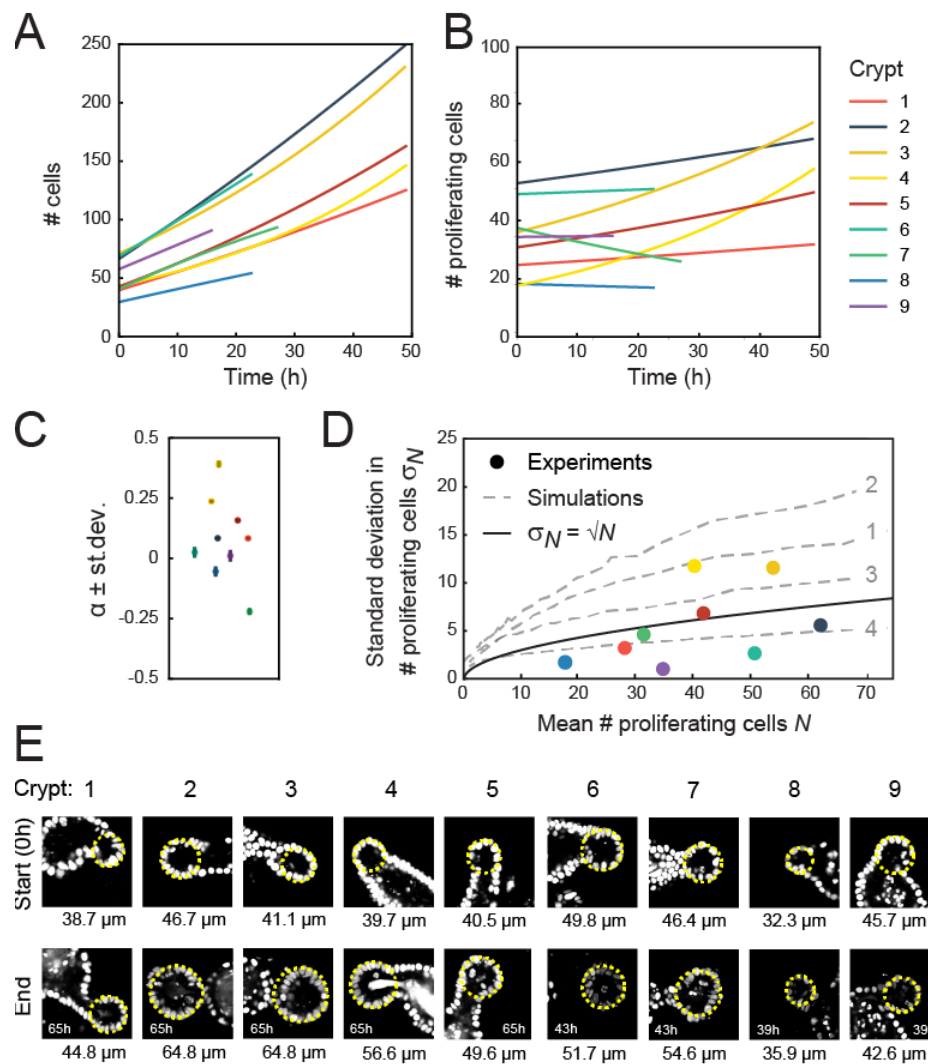 A
# cells
250
200
150
100
50
0
0 10 20 30 40 50
Time (h)
B
# proliferating cells
100
80
60
40
20
0
0 10 20 30 40 50
Time (h)
Crypt
1
2
3
4
5
6
7
8
9
C
α ± st.dev.
0.5
0.25
0
-0.25
-0.5
D
Standard deviation in
# proliferating cells σN
25
20
15
10
5
0
Experiments
Simulations
σN = √N
2
1
3
4
0 10 20 30 40 50 60 70
Mean # proliferating cells N
E
Crypt: 1 2 3 4 5 6 7 8 9
Start (0h)
38.7 µm 46.7 µm 41.1 µm 39.7 µm 40.5 µm 49.8 µm 46.4 µm 32.3 µm 45.7 µm
End
65h 65h 65h 65h 65h 43h 43h 39h 39
44.8 µm 64.8 µm 64.8 µm 56.6 µm 49.6 µm 51.7 µm 54.6 µm 35.9 µm 42.6 µm